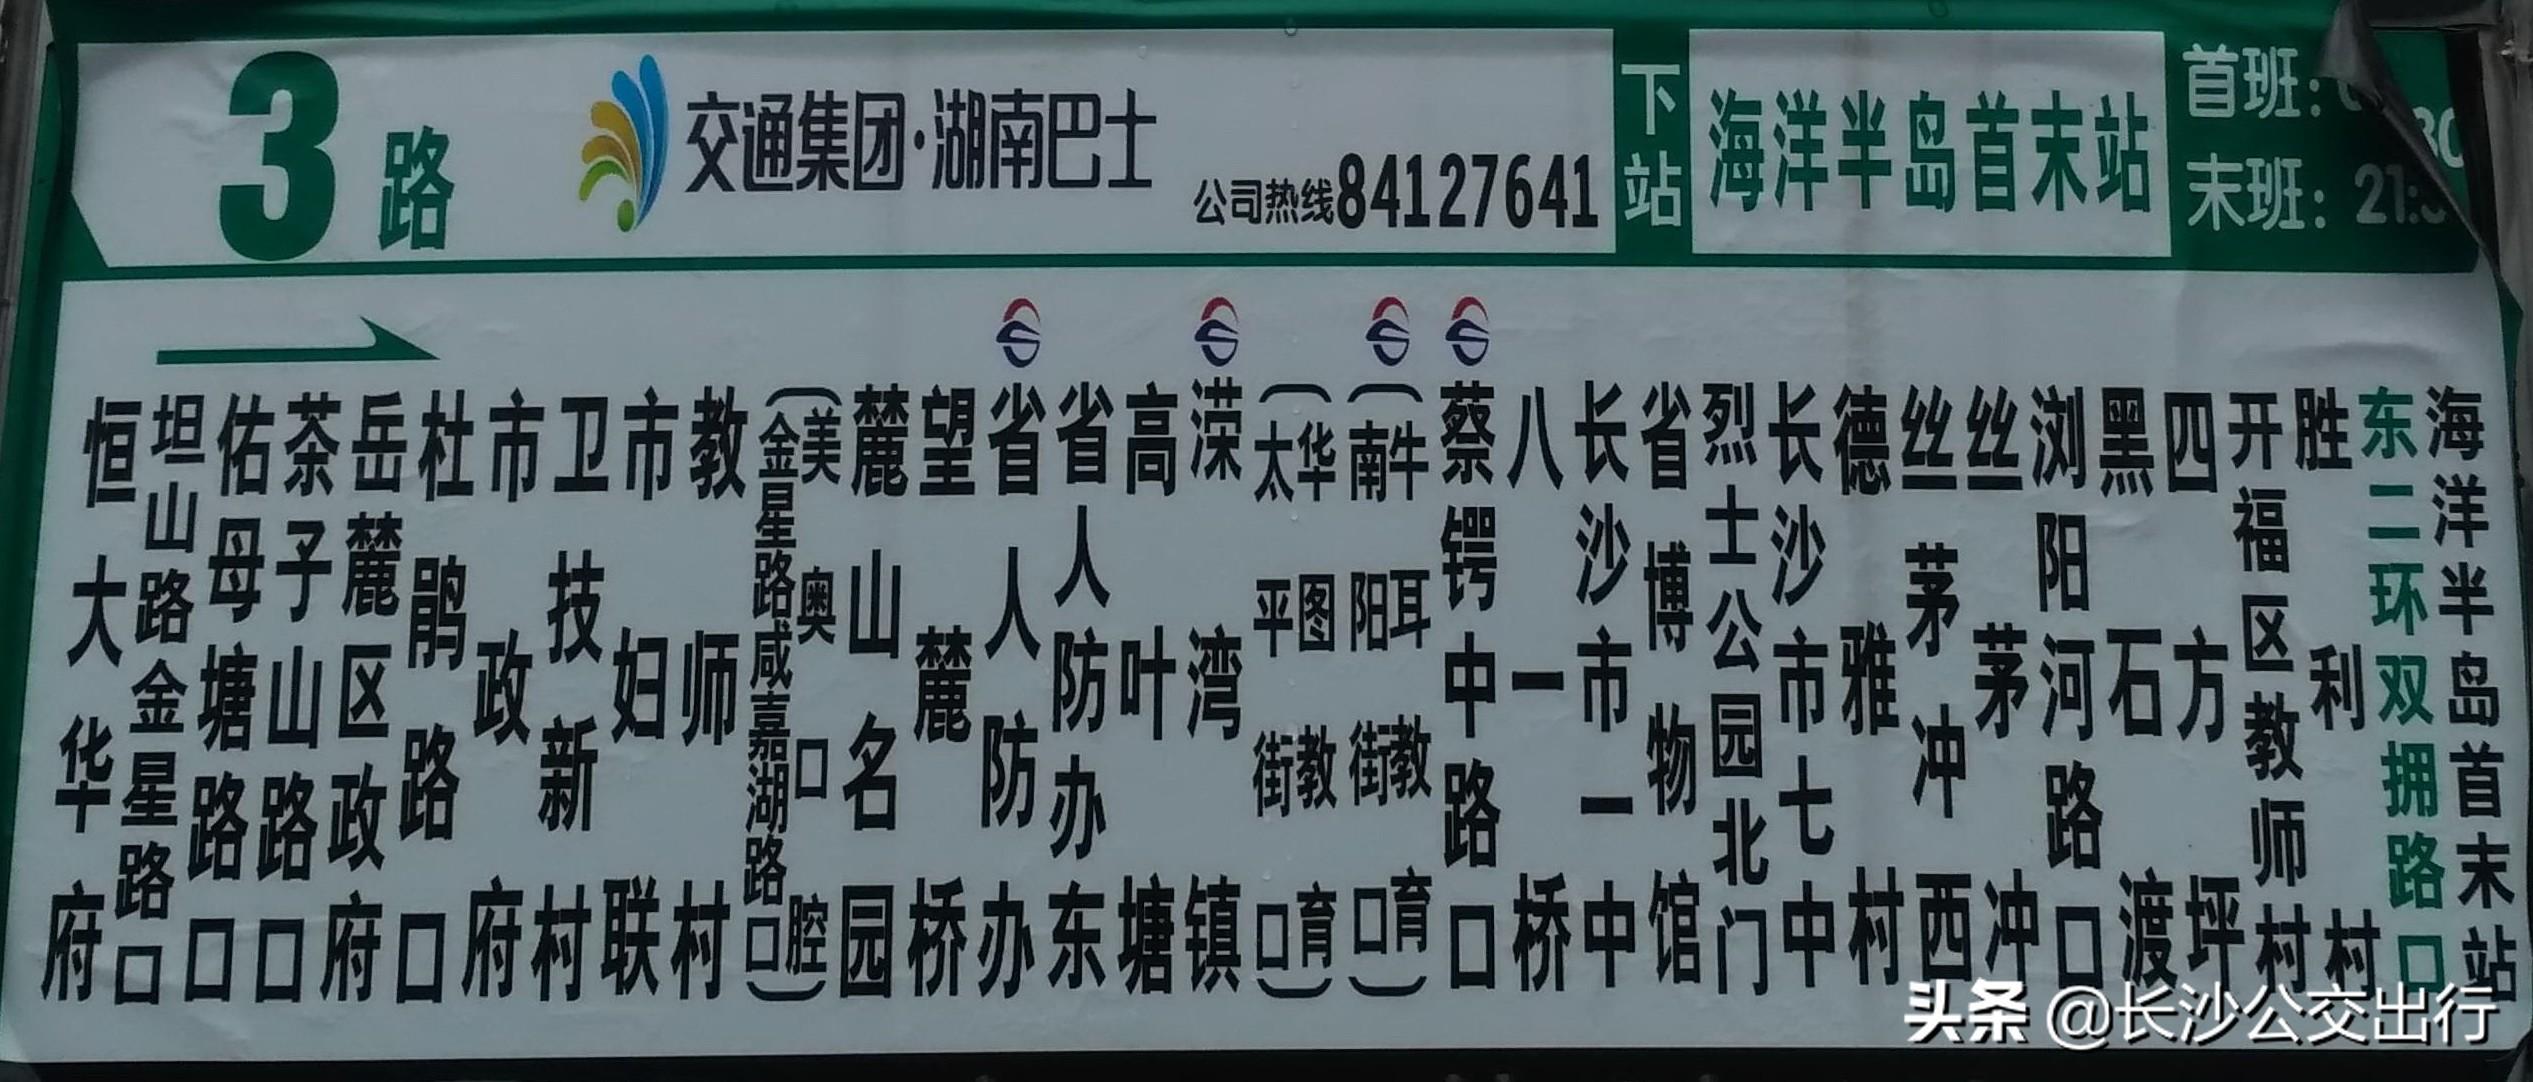 3路
交通集团·湖南巴士
公司热线84127641
下站
海洋半岛首末站
首班:
末班:21:
恒大华府
坦山路金星路口
佑母塘路口
茶子山路口
岳麓区政府
杜鹃路口
市政府
卫技新村
市妇联
教师村
(金星路咸嘉湖路口)
美奥口腔
麓山名园
望麓桥
省人防办
省人防办东
高叶塘
溁湾镇
(太平街口)
华图教育
(南阳街口)
牛耳教育
蔡锷中路口
八一桥
长沙市一中
省博物馆
烈士公园北门
长沙市七中
德雅村
丝茅冲西
丝茅冲
浏阳河路口
黑石渡
四方坪
开福区教师村
胜利村
东二环双拥路口
海洋半岛首末站
头条 @长沙公交出行